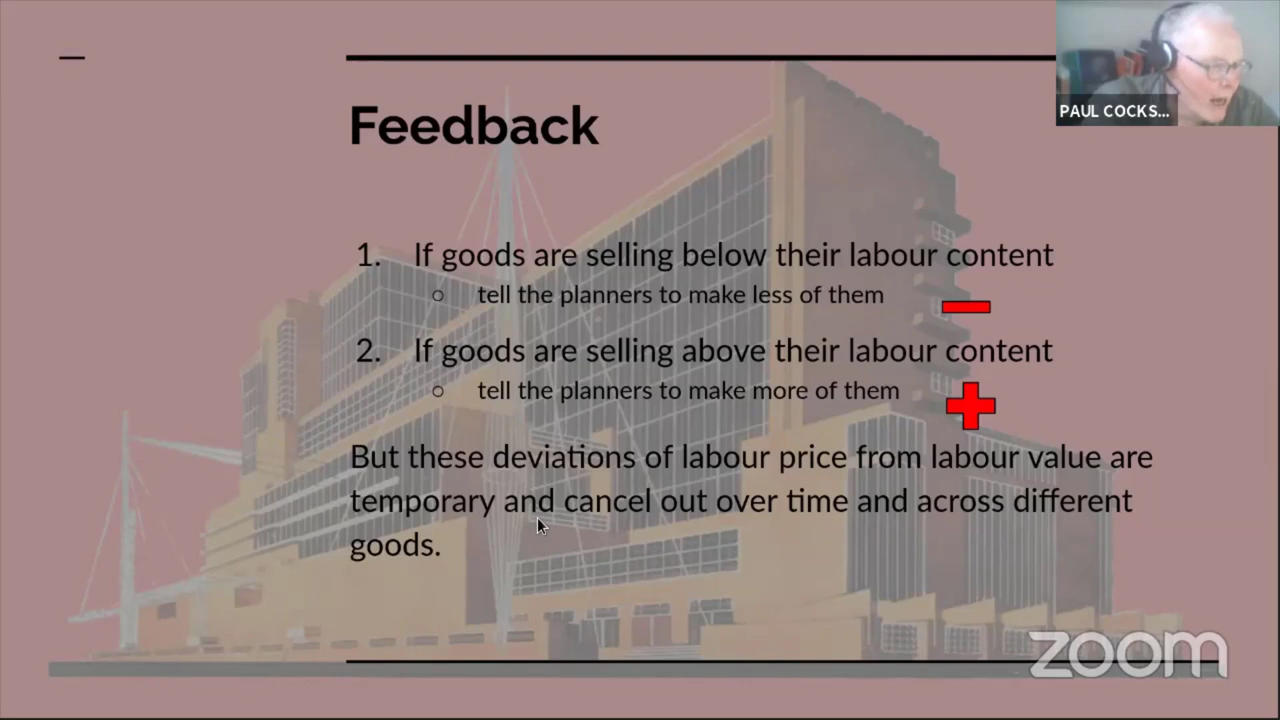 PAUL COCKS...
Feedback
1. If goods are selling below their labour content
○ tell the planners to make less of them
2. If goods are selling above their labour content
○ tell the planners to make more of them
But these deviations of labour price from labour value are
temporary and cancel out over time and across different
goods.
zoom